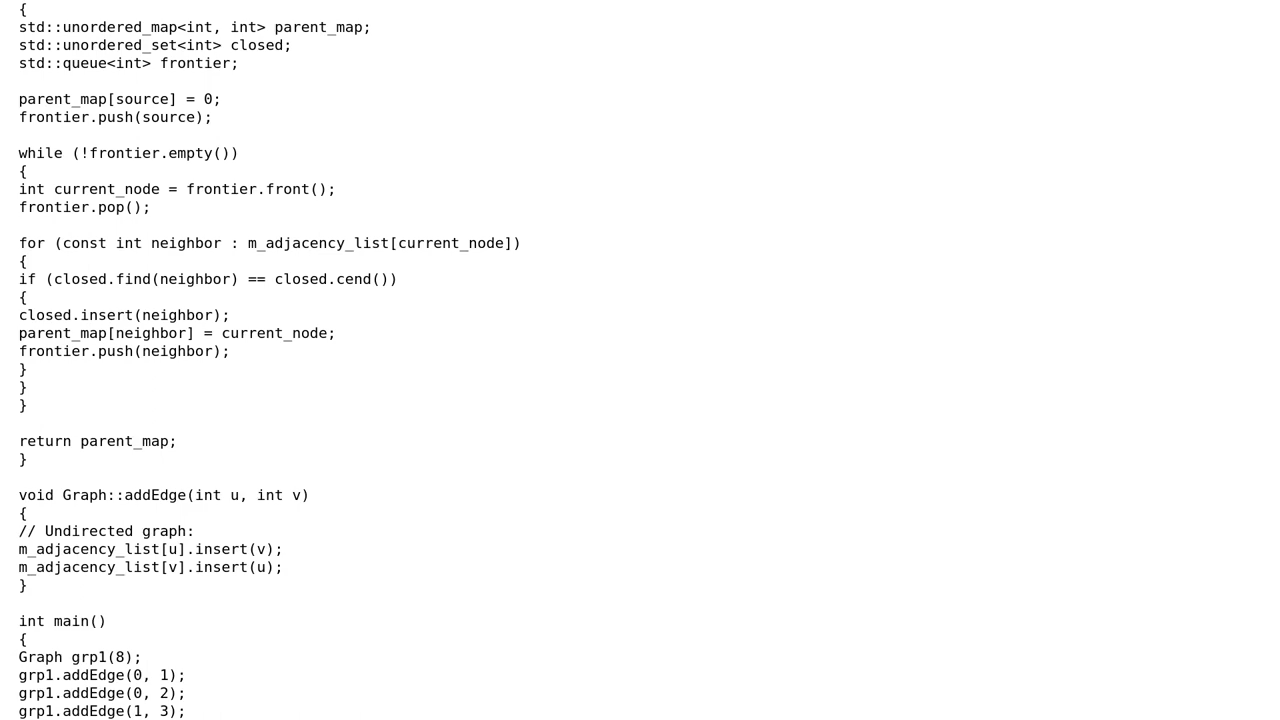 {
std::unordered_map<int, int> parent_map;
std::unordered_set<int> closed;
std::queue<int> frontier;

parent_map[source] = 0;
frontier.push(source);

while (!frontier.empty())
{
int current_node = frontier.front();
frontier.pop();

for (const int neighbor : m_adjacency_list[current_node])
{
if (closed.find(neighbor) == closed.cend())
{
closed.insert(neighbor);
parent_map[neighbor] = current_node;
frontier.push(neighbor);
}
}
}

return parent_map;
}

void Graph::addEdge(int u, int v)
{
// Undirected graph:
m_adjacency_list[u].insert(v);
m_adjacency_list[v].insert(u);
}

int main()
{
Graph grp1(8);
grp1.addEdge(0, 1);
grp1.addEdge(0, 2);
grp1.addEdge(1, 3);